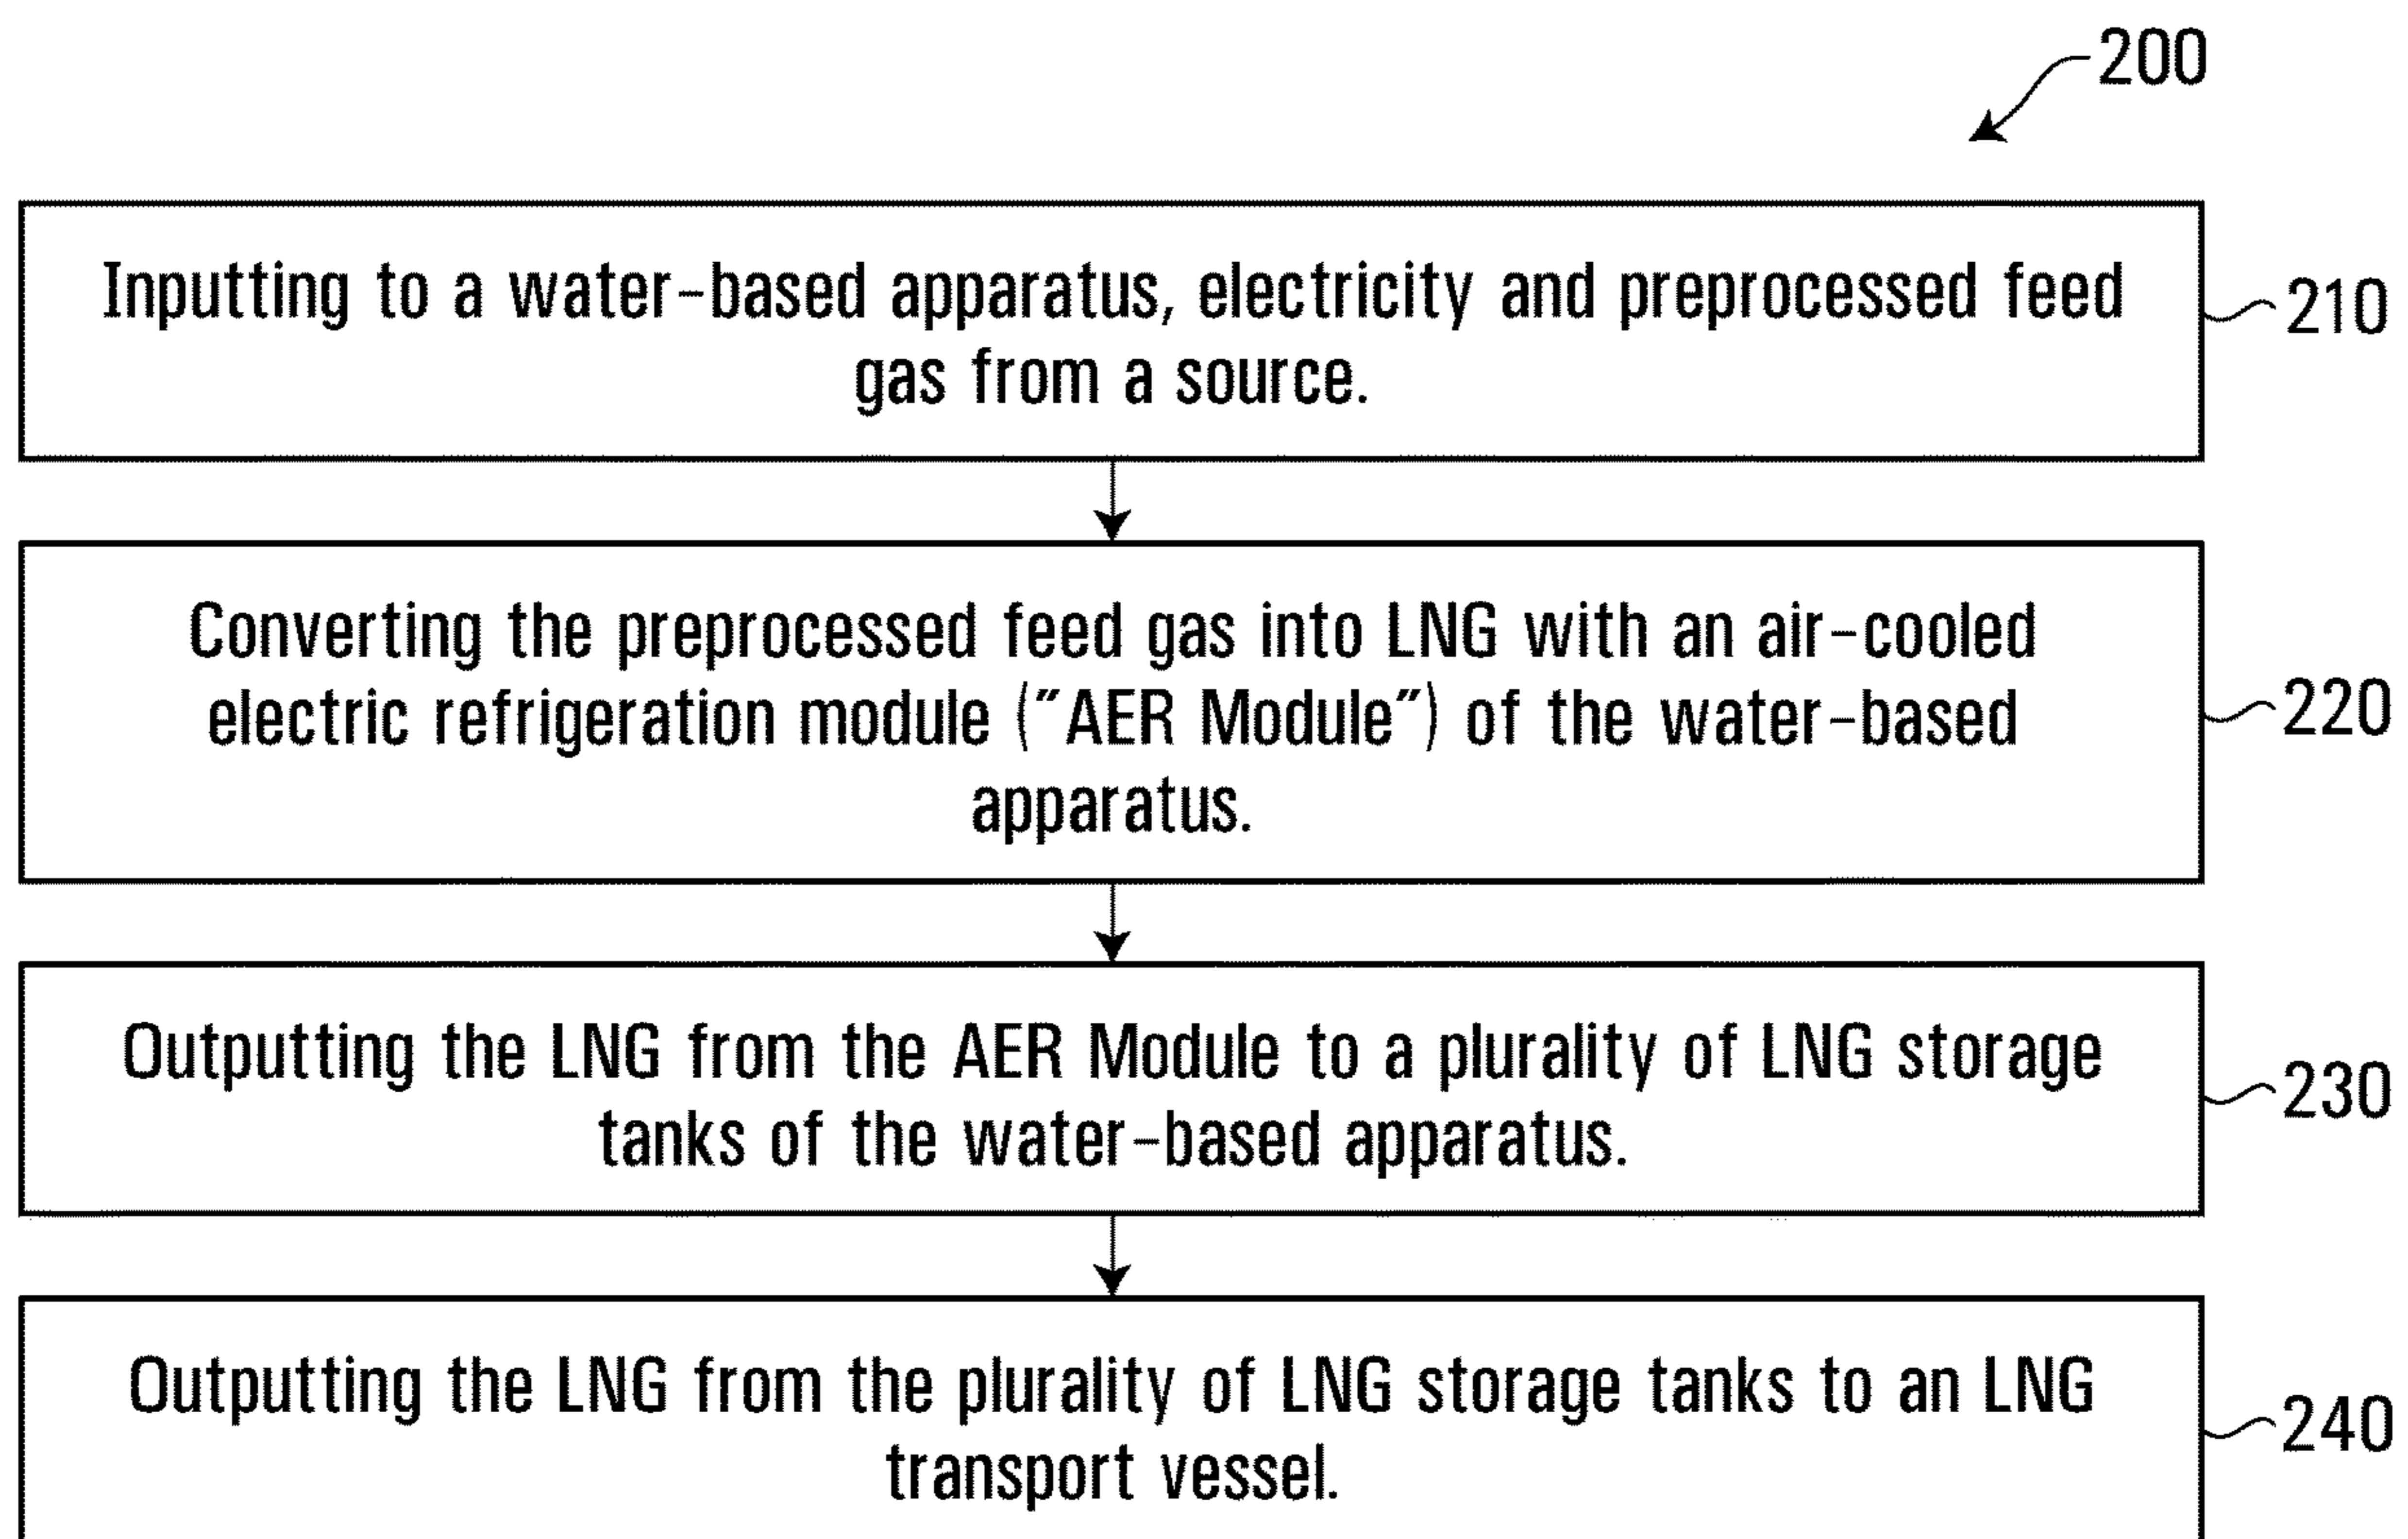 200
Inputting to a water-based apparatus, electricity and preprocessed feed
gas from a source.
210
Converting the preprocessed feed gas into LNG with an air-cooled
electric refrigeration module ("AER Module") of the water-based
apparatus.
220
Outputting the LNG from the AER Module to a plurality of LNG storage
tanks of the water-based apparatus.
230
Outputting the LNG from the plurality of LNG storage tanks to an LNG
transport vessel.
240